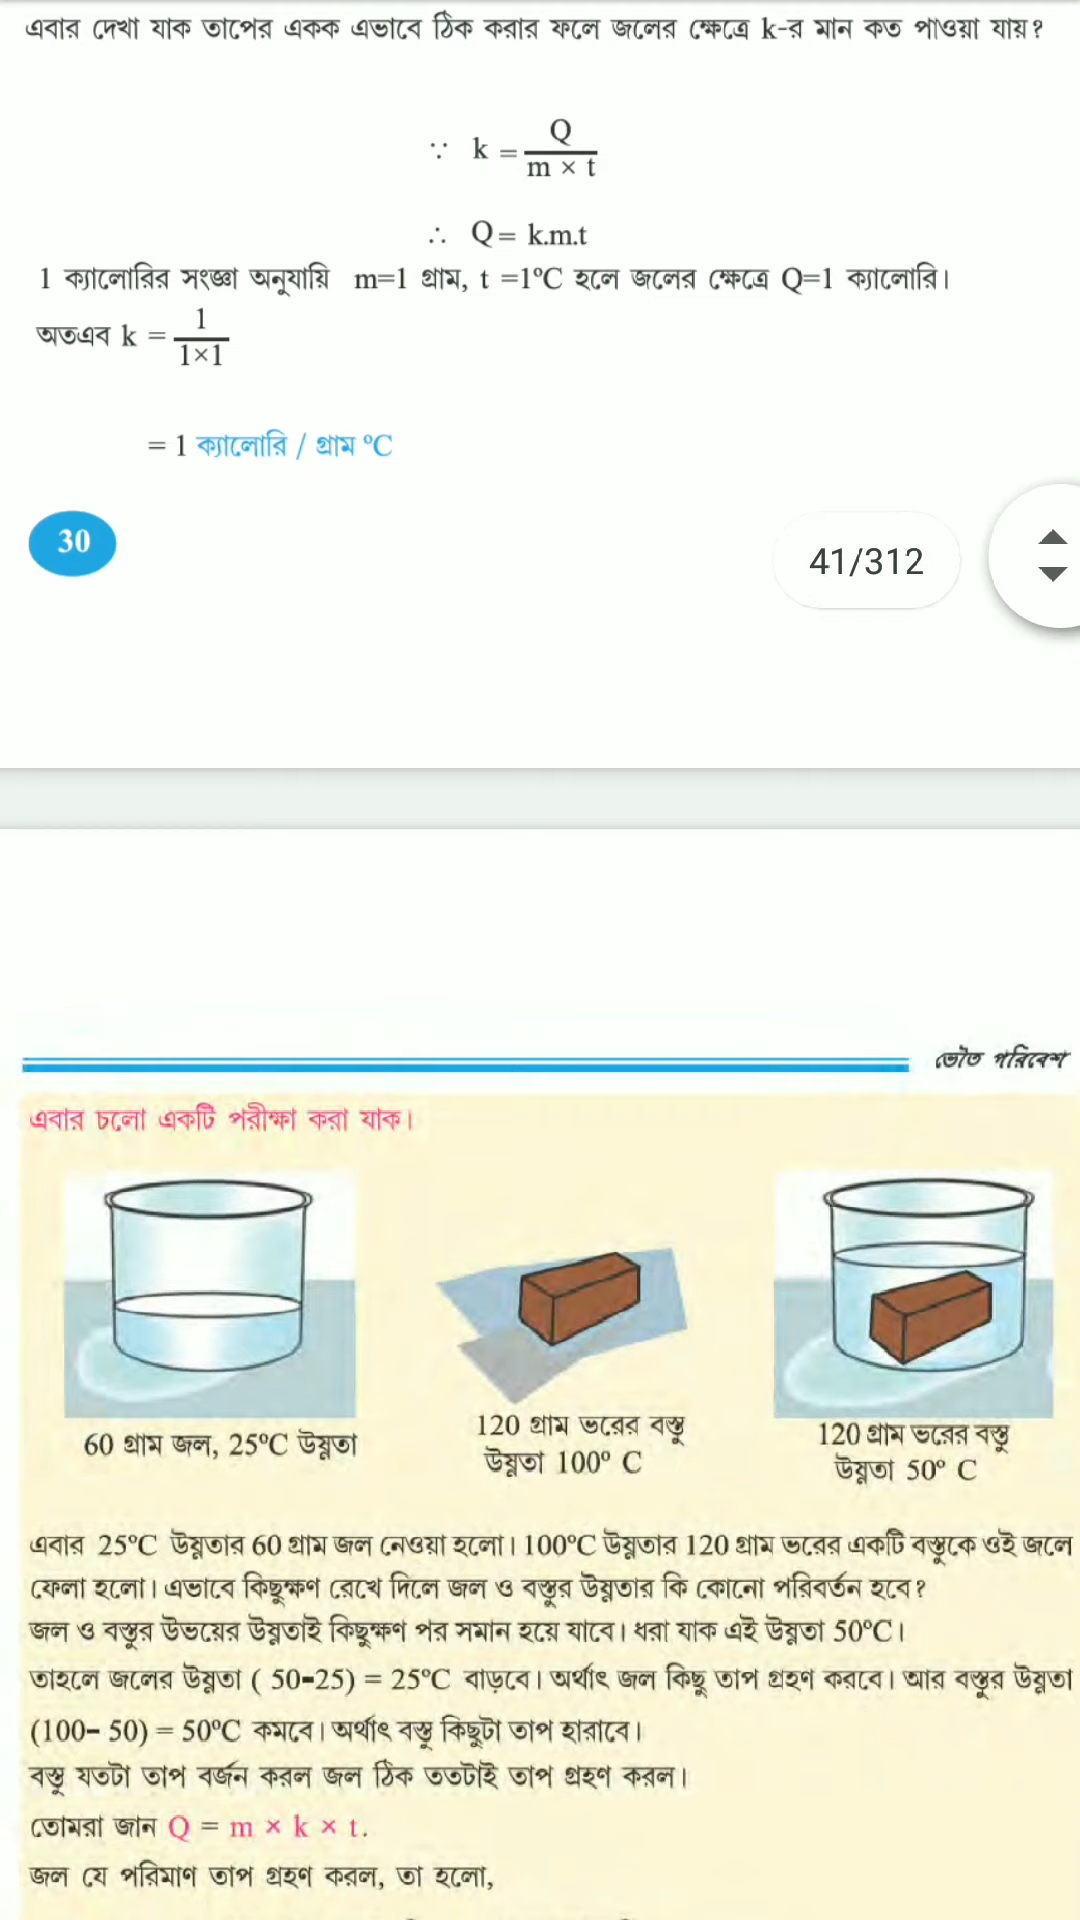 এবার দেখা যাক তাপের একক এভাবে ঠিক করার ফলে জলের ক্ষেত্রে k-র মান কত পাওয়া যায়?
∵ k = Q / m × t
∴ Q = k.m.t
1 ক্যালোরির সংজ্ঞা অনুযায়ি m=1 গ্রাম, t =1°C হলে জলের ক্ষেত্রে Q=1 ক্যালোরি।
অতএব k = 1 / 1×1
= 1 ক্যালোরি / গ্রাম °C
30
41/312
ভৌত পরিবেশ
এবার চলো একটি পরীক্ষা করা যাক।
60 গ্রাম জল, 25°C উষ্ণতা
120 গ্রাম ভরের বস্তু
উষ্ণতা 100° C
120 গ্রাম ভরের বস্তু
উষ্ণতা 50° C
এবার 25°C উষ্ণতার 60 গ্রাম জল নেওয়া হলো। 100°C উষ্ণতার 120 গ্রাম ভরের একটি বস্তুকে ওই জলে
ফেলা হলো। এভাবে কিছুক্ষণ রেখে দিলে জল ও বস্তুর উষ্ণতার কি কোনো পরিবর্তন হবে?
জল ও বস্তুর উভয়ের উষ্ণতাই কিছুক্ষণ পর সমান হয়ে যাবে। ধরা যাক এই উষ্ণতা 50°C।
তাহলে জলের উষ্ণতা ( 50-25) = 25°C বাড়বে। অর্থাৎ জল কিছু তাপ গ্রহণ করবে। আর বস্তুর উষ্ণতা
(100- 50) = 50°C কমবে। অর্থাৎ বস্তু কিছুটা তাপ হারাবে।
বস্তু যতটা তাপ বর্জন করল জল ঠিক ততটাই তাপ গ্রহণ করল।
তোমরা জান Q = m × k × t.
জল যে পরিমাণ তাপ গ্রহণ করল, তা হলো,